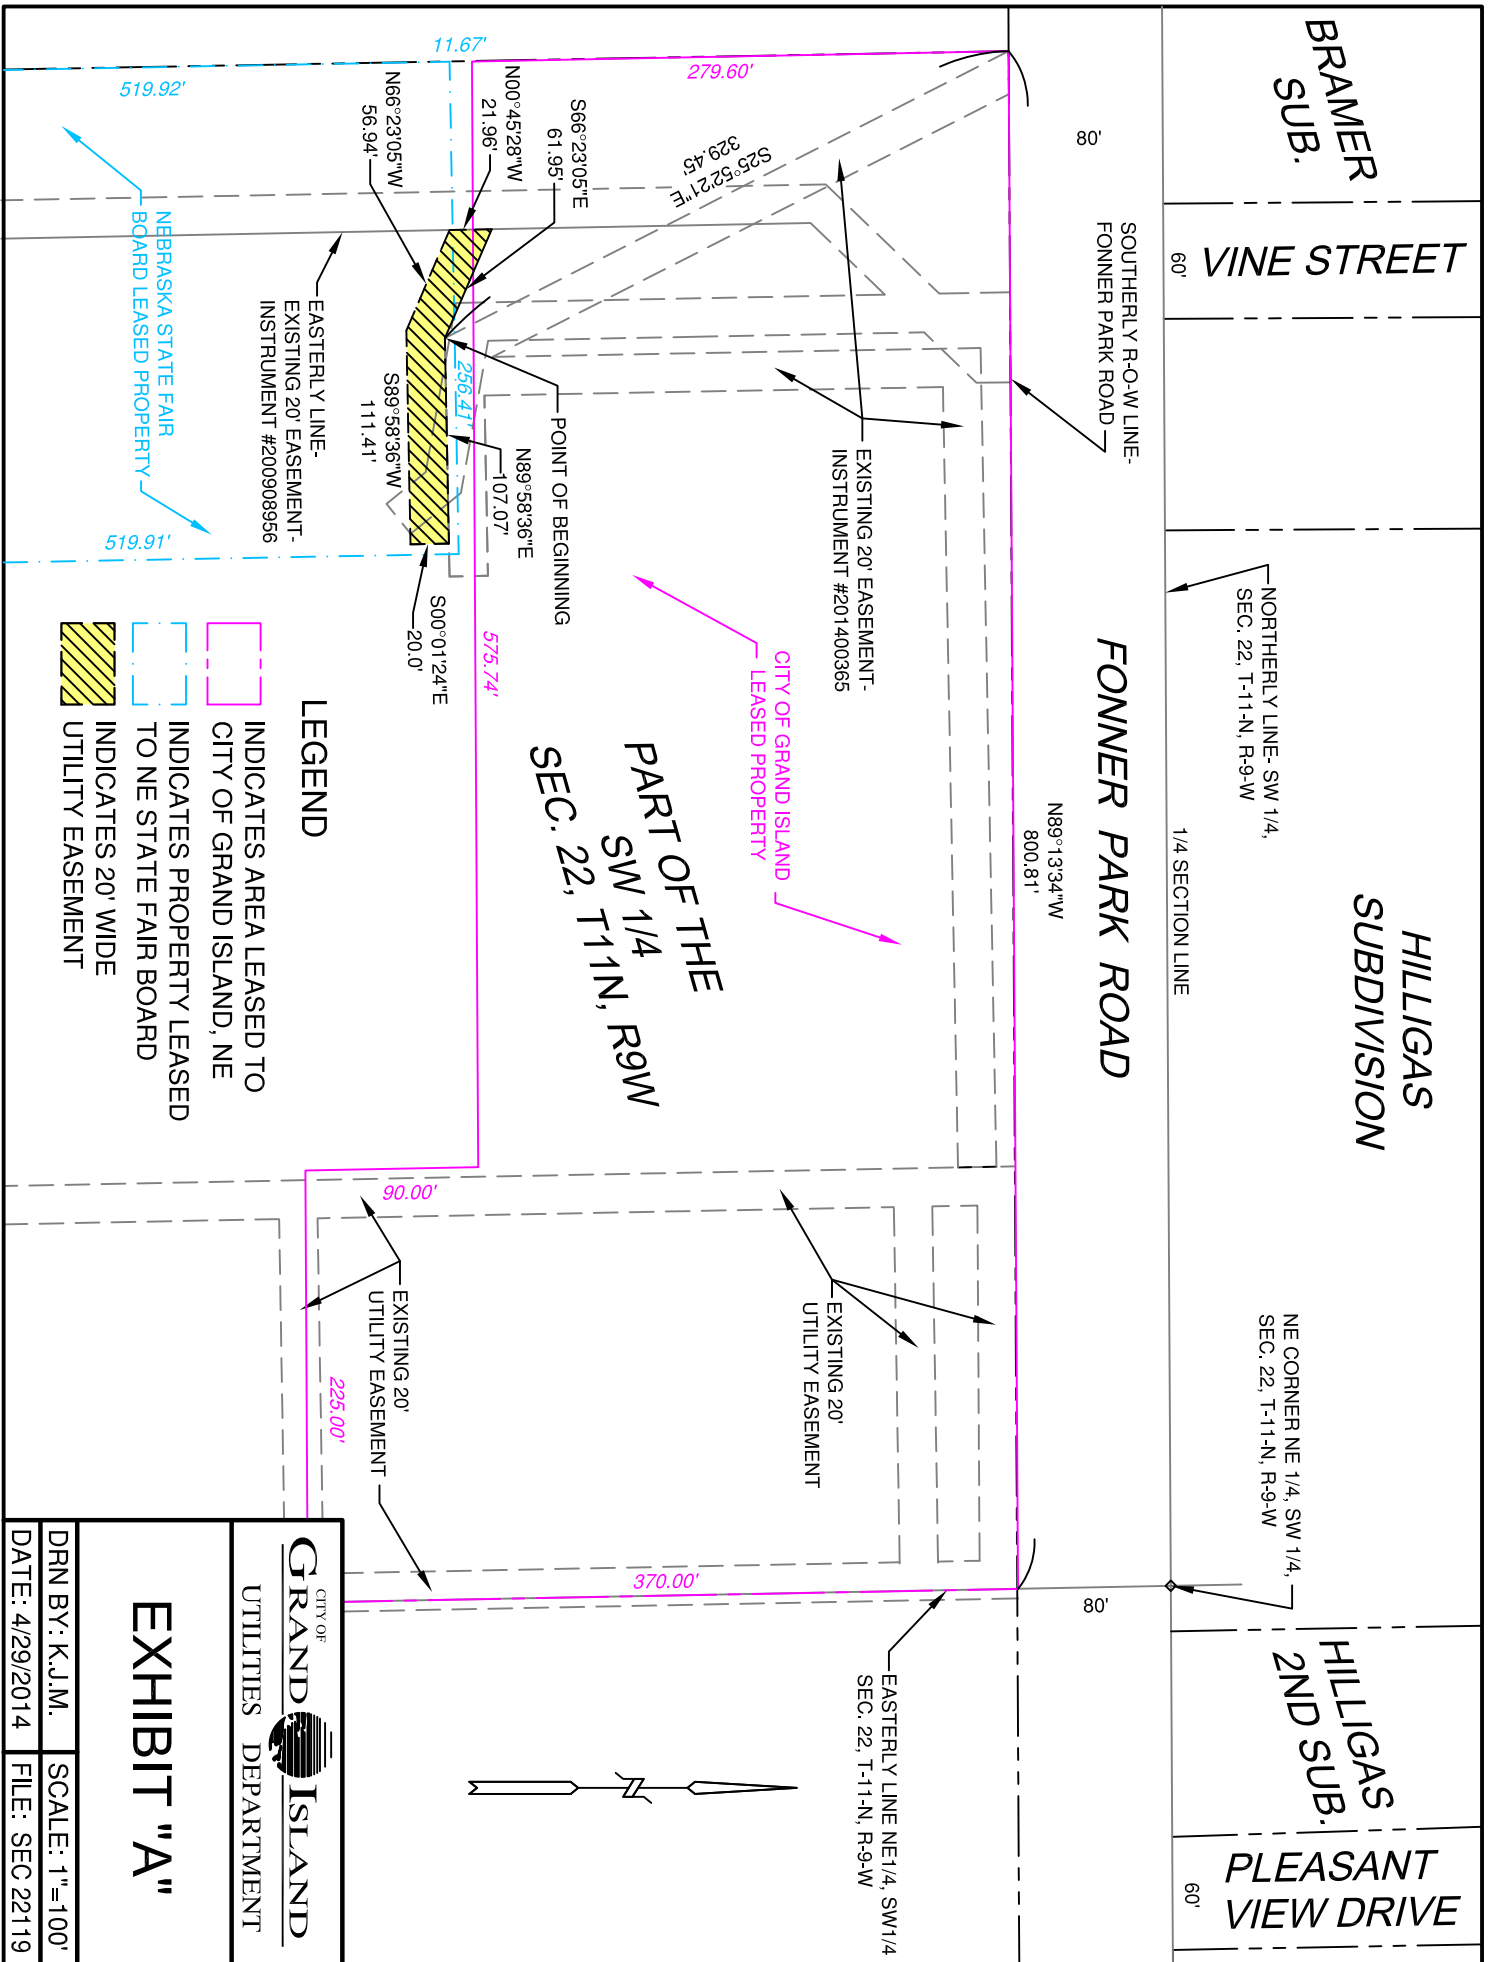 BRAMER
SUB.
VINE STREET
60'
HILLIGAS
SUBDIVISION
HILLIGAS
2ND SUB.
PLEASANT
VIEW DRIVE
60'
NORTHERLY LINE- SW 1/4,
SEC. 22, T-11-N, R-9-W
NE CORNER NE 1/4, SW 1/4,
SEC. 22, T-11-N, R-9-W
1/4 SECTION LINE
SOUTHERLY R-O-W LINE-
FONNER PARK ROAD
80'
FONNER PARK ROAD
80'
N89°13'34"W
800.81'
279.60'
S25°52'21"E
329.45'
EXISTING 20' EASEMENT-
INSTRUMENT #201400365
CITY OF GRAND ISLAND
LEASED PROPERTY
PART OF THE
SW 1/4
SEC. 22, T11N, R9W
EXISTING 20'
UTILITY EASEMENT
EASTERLY LINE NE1/4, SW1/4
SEC. 22, T-11-N, R-9-W
370.00'
S66°23'05"E
61.95'
N00°45'28"W
21.96'
N66°23'05"W
56.94'
11.67'
POINT OF BEGINNING
N89°58'36"E
107.07'
256.41'
S89°58'36"W
111.41'
S00°01'24"E
20.0'
575.74'
90.00'
225.00'
EXISTING 20'
UTILITY EASEMENT
EASTERLY LINE-
EXISTING 20' EASEMENT-
INSTRUMENT #200908956
NEBRASKA STATE FAIR
BOARD LEASED PROPERTY
519.92'
519.91'
LEGEND
INDICATES AREA LEASED TO
CITY OF GRAND ISLAND, NE
INDICATES PROPERTY LEASED
TO NE STATE FAIR BOARD
INDICATES 20' WIDE
UTILITY EASEMENT
CITY OF
GRAND ISLAND
UTILITIES DEPARTMENT
EXHIBIT "A"
DRN BY: K.J.M.
SCALE: 1"=100'
DATE: 4/29/2014
FILE: SEC 22119